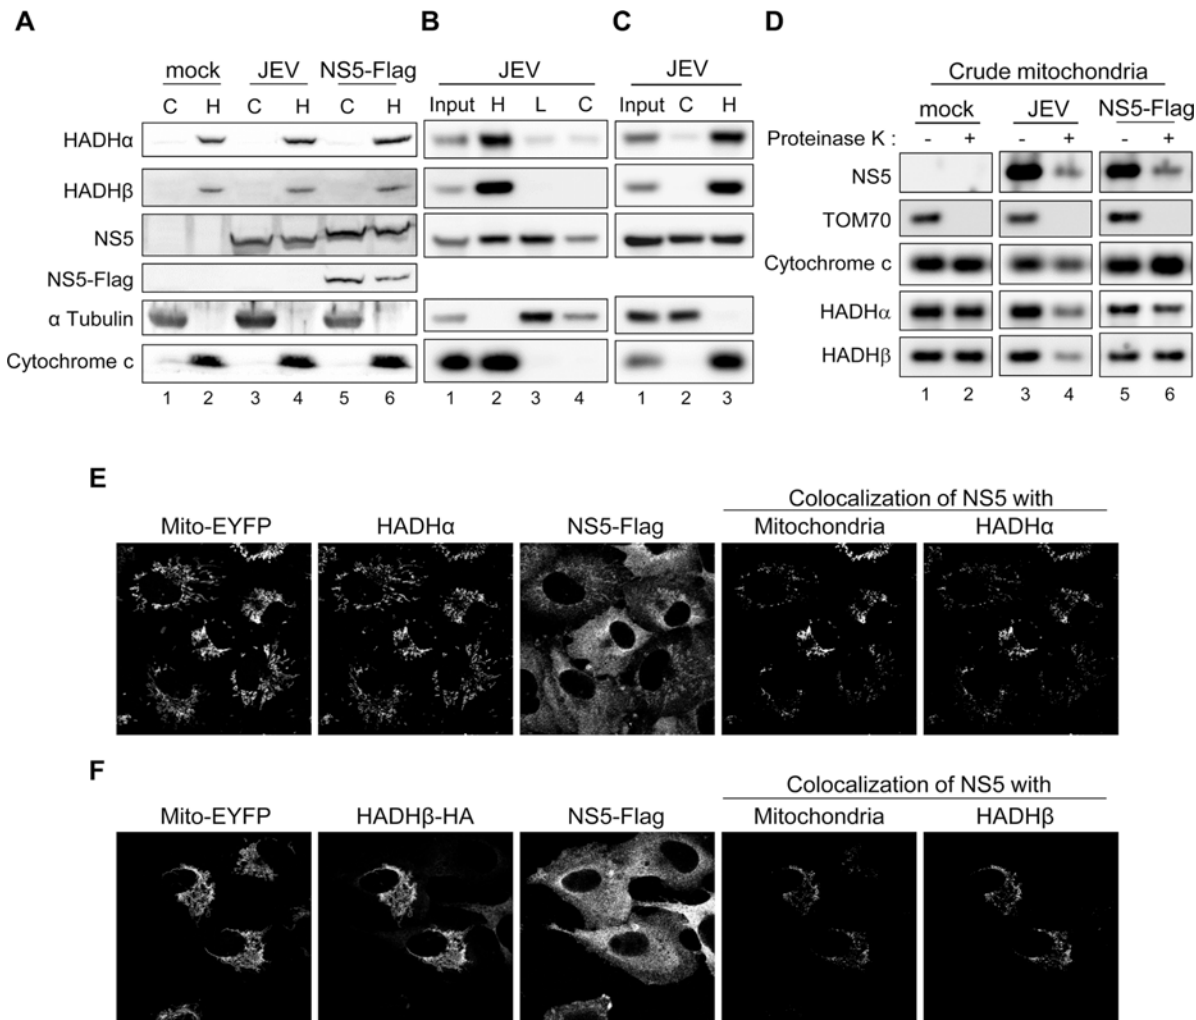 A
B
C
D
mock JEV NS5-Flag
C H C H C H
HADHα
HADHβ
NS5
NS5-Flag
α Tubulin
Cytochrome c
1 2 3 4 5 6
JEV
Input H L C
1 2 3 4
JEV
Input C H
1 2 3
Crude mitochondria
mock JEV NS5-Flag
Proteinase K : - + - + - +
NS5
TOM70
Cytochrome c
HADHα
HADHβ
1 2 3 4 5 6
E
Colocalization of NS5 with
Mito-EYFP HADHα NS5-Flag Mitochondria HADHα
F
Colocalization of NS5 with
Mito-EYFP HADHβ-HA NS5-Flag Mitochondria HADHβ